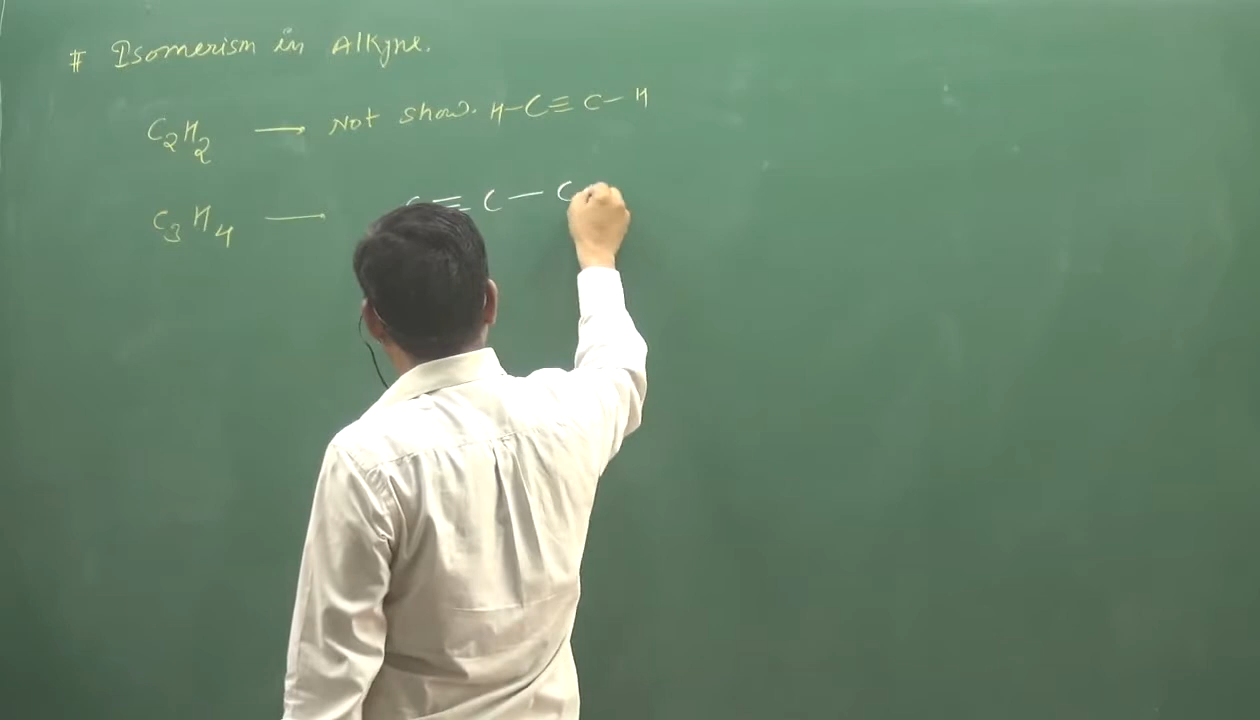 # Isomerism in Alkyne.
C₂H₂ → Not show. H-C≡C-H
C₃H₄ → C≡C-C